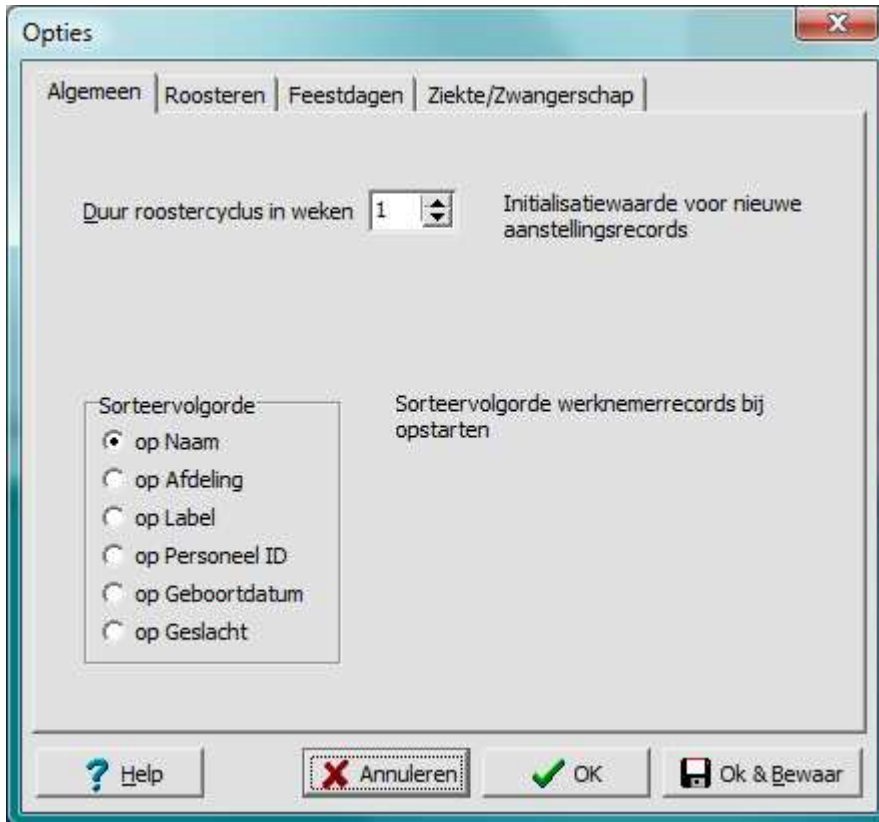 Opties
Algemeen Roosteren Feestdagen Ziekte/Zwangerschap
Duur roostercyclus in weken 1
Initialisatiewaarde voor nieuwe
aanstellingsrecords
Sorteervolgorde
op Naam
op Afdeling
op Label
op Personeel ID
op Geboortdatum
op Geslacht
Sorteervolgorde werknemerrecords bij
opstarten
? Help Annuleren OK Ok & Bewaar